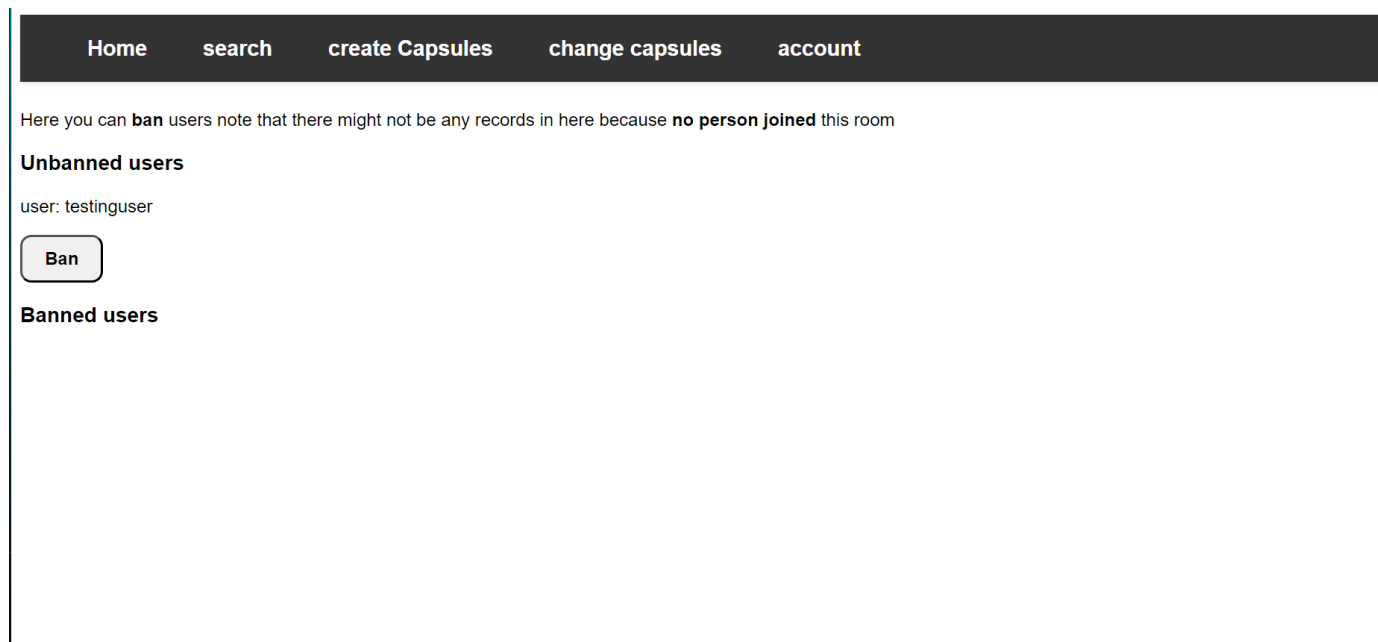 Home search create Capsules change capsules account
Here you can ban users note that there might not be any records in here because no person joined this room
Unbanned users
user: testinguser
Ban
Banned users